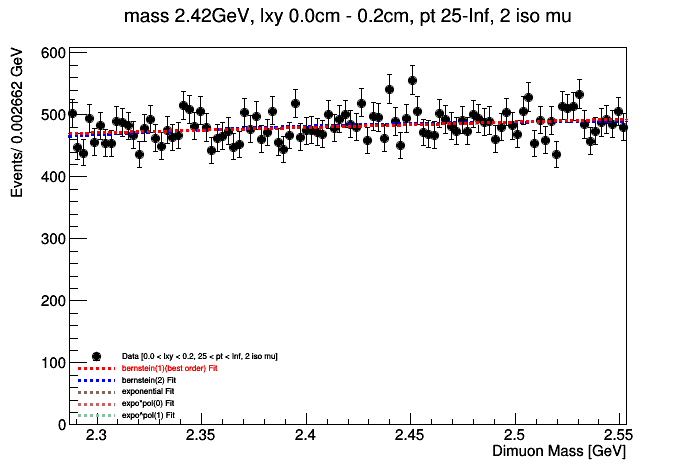 mass 2.42GeV, lxy 0.0cm - 0.2cm, pt 25-Inf, 2 iso mu
Events/ 0.002662 GeV
600
500
400
300
200
100
0
Data [0.0 < lxy < 0.2, 25 < pt < Inf, 2 iso mu]
bernstein(1)(best order) Fit
bernstein(2) Fit
exponential Fit
expo*pol(0) Fit
expo*pol(1) Fit
2.3 2.35 2.4 2.45 2.5 2.55
Dimuon Mass [GeV]